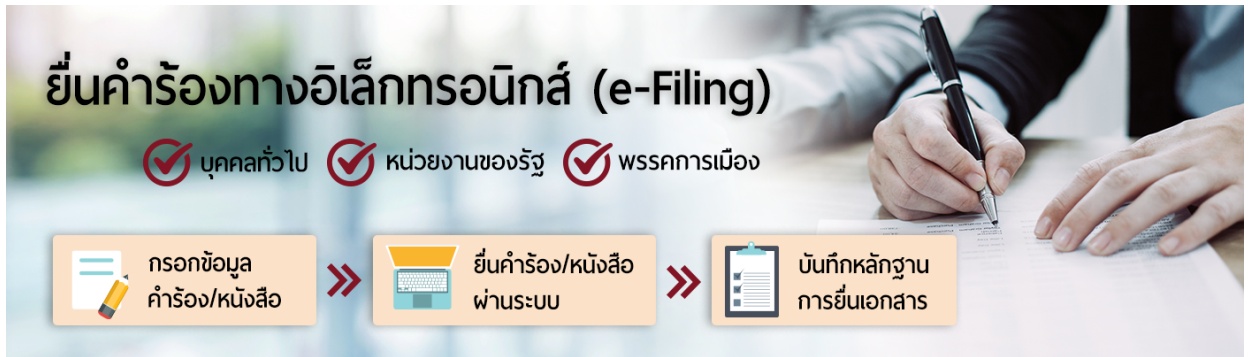 ยื่นคำร้องทางอิเล็กทรอนิกส์ (e-Filing)
บุคคลทั่วไป หน่วยงานของรัฐ พรรคการเมือง
กรอกข้อมูล
คำร้อง/หนังสือ
ยื่นคำร้อง/หนังสือ
ผ่านระบบ
บันทึกหลักฐาน
การยื่นเอกสาร